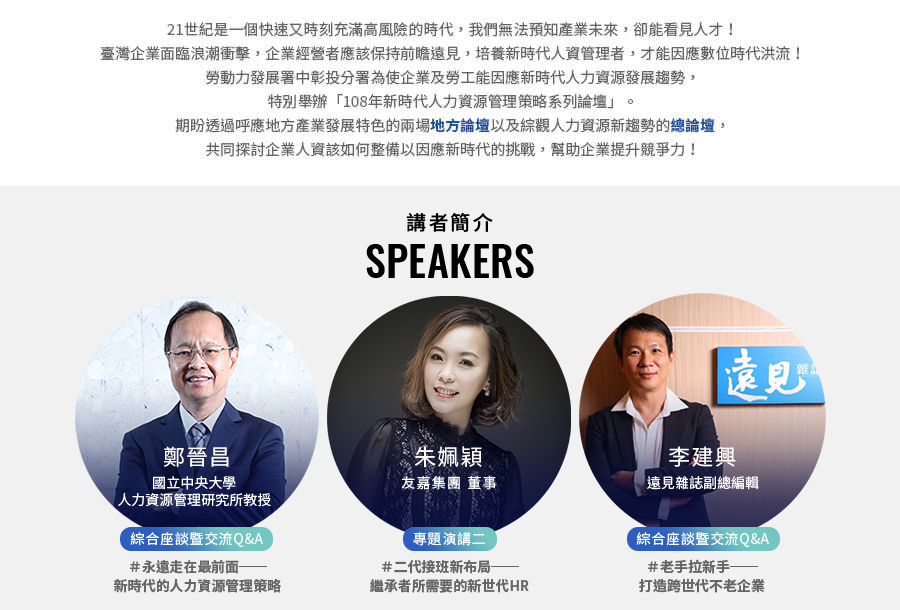 21世紀是一個快速又時刻充滿高風險的時代，我們無法預知產業未來，卻能看見人才！
臺灣企業面臨浪潮衝擊，企業經營者應該保持前瞻遠見，培養新時代人資管理者，才能因應數位時代洪流！
勞動力發展署中彰投分署為使企業及勞工能因應新時代人力資源發展趨勢，
特別舉辦「108年新時代人力資源管理策略系列論壇」。
期盼透過呼應地方產業發展特色的兩場地方論壇以及綜觀人力資源新趨勢的總論壇，
共同探討企業人資該如何整備以因應新時代的挑戰，幫助企業提升競爭力！
講者簡介
SPEAKERS
鄭晉昌
國立中央大學
人力資源管理研究所教授
綜合座談暨交流Q&A
＃永遠走在最前面——
新時代的人力資源管理策略
朱姵穎
友嘉集團 董事
專題演講二
＃二代接班新布局——
繼承者所需要的新世代HR
遠見
李建興
遠見雜誌副總編輯
綜合座談暨交流Q&A
＃老手拉新手——
打造跨世代不老企業